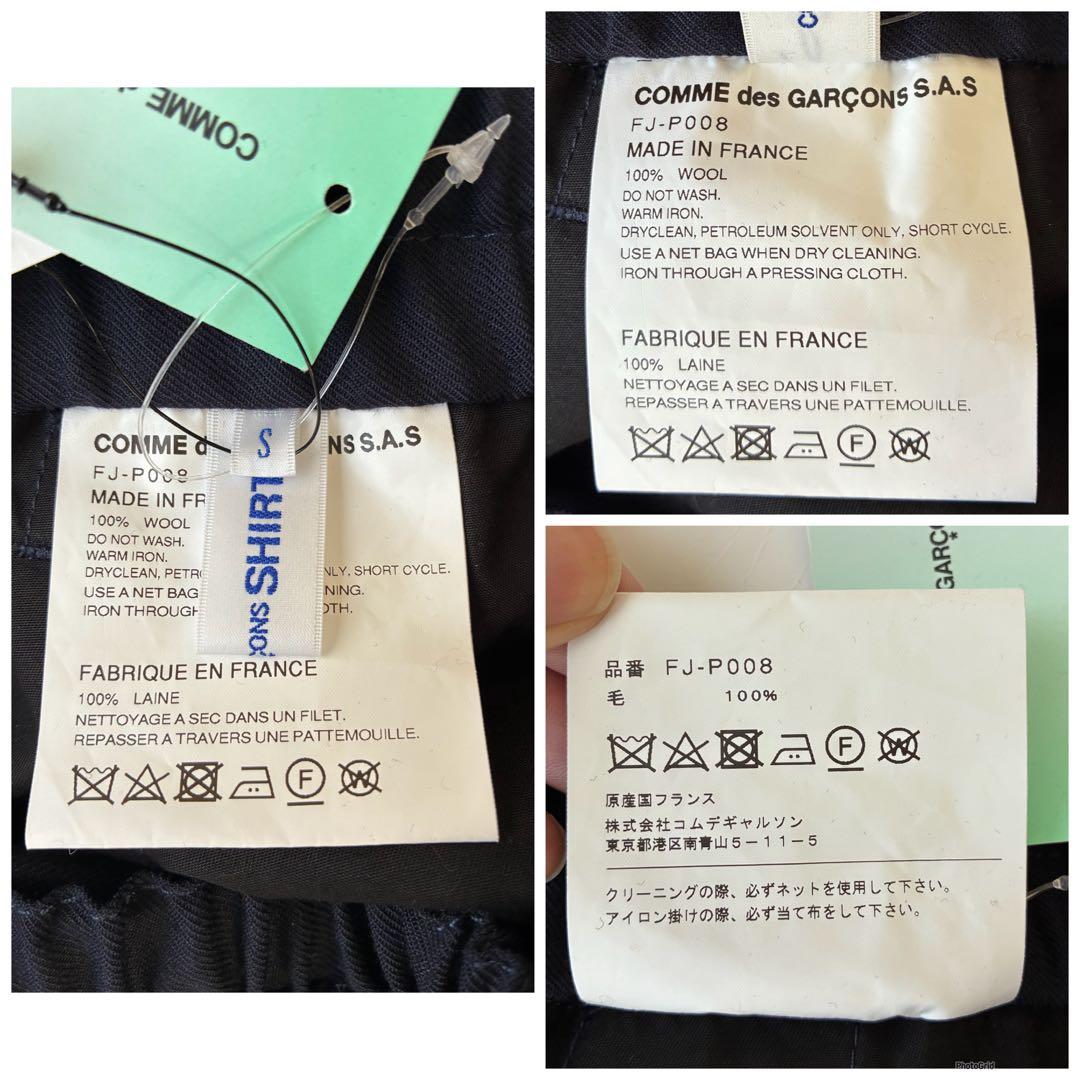 COMME d
COMME d NS S.A.S
FJ-P008
MADE IN FR
100% WOOL
DO NOT WASH.
WARM IRON.
DRYCLEAN, PETR NLY, SHORT CYCLE.
USE A NET BAG NING.
IRON THROUGH OTH.
S
ÇONS SHIRT
FABRIQUE EN FRANCE
100% LAINE
NETTOYAGE A SEC DANS UN FILET.
REPASSER A TRAVERS UNE PATTEMOUILLE.
F W
COMME des GARÇONS S.A.S
FJ-P008
MADE IN FRANCE
100% WOOL
DO NOT WASH.
WARM IRON.
DRYCLEAN, PETROLEUM SOLVENT ONLY, SHORT CYCLE.
USE A NET BAG WHEN DRY CLEANING.
IRON THROUGH A PRESSING CLOTH.
FABRIQUE EN FRANCE
100% LAINE
NETTOYAGE A SEC DANS UN FILET.
REPASSER A TRAVERS UNE PATTEMOUILLE.
F W
GARÇO
品番 FJ-P008
毛 100%
F W
原産国フランス
株式会社コムデギャルソン
東京都港区南青山5-11-5
クリーニングの際、必ずネットを使用して下さい。
アイロン掛けの際、必ず当て布をして下さい。
PhotoGrid